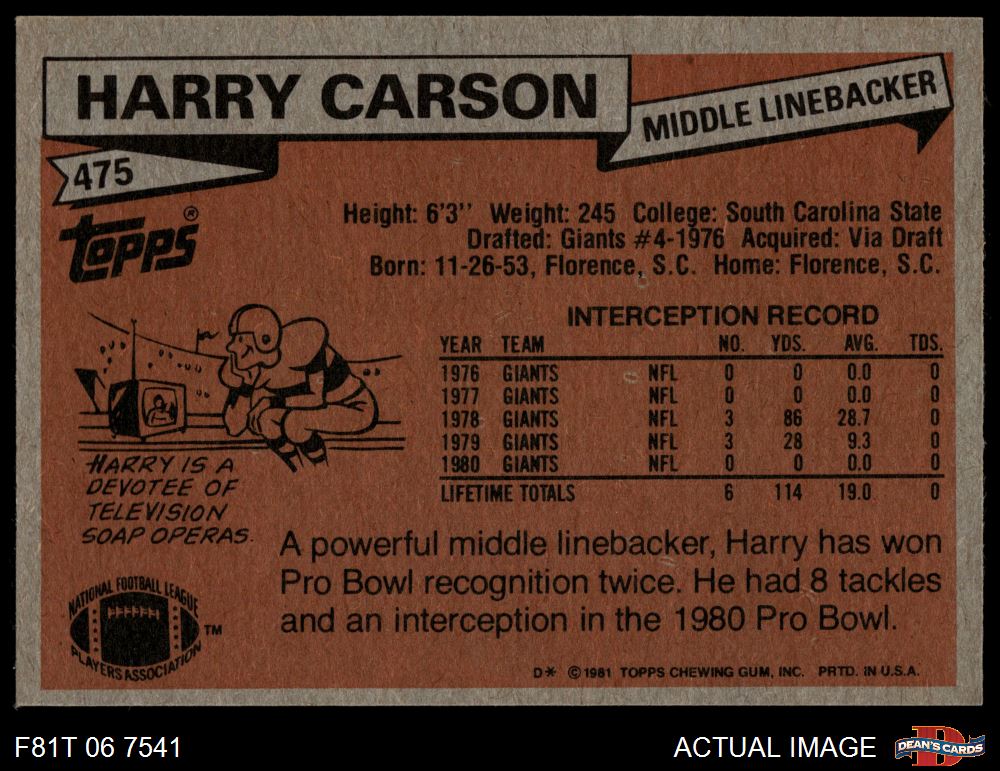 HARRY CARSON
MIDDLE LINEBACKER
475
TOPPS®
Height: 6'3'' Weight: 245 College: South Carolina State
Drafted: Giants #4-1976 Acquired: Via Draft
Born: 11-26-53, Florence, S.C. Home: Florence, S.C.
INTERCEPTION RECORD
YEAR TEAM NO. YDS. AVG. TDS.
1976 GIANTS NFL 0 0 0.0 0
1977 GIANTS NFL 0 0 0.0 0
1978 GIANTS NFL 3 86 28.7 0
1979 GIANTS NFL 3 28 9.3 0
1980 GIANTS NFL 0 0 0.0 0
LIFETIME TOTALS 6 114 19.0 0
HARRY IS A
DEVOTEE OF
TELEVISION
SOAP OPERAS.
A powerful middle linebacker, Harry has won
Pro Bowl recognition twice. He had 8 tackles
and an interception in the 1980 Pro Bowl.
NATIONAL FOOTBALL LEAGUE
PLAYERS ASSOCIATION
TM
D* © 1981 TOPPS CHEWING GUM, INC. PRTD. IN U.S.A.
F81T 06 7541
ACTUAL IMAGE
D
DEAN'S CARDS